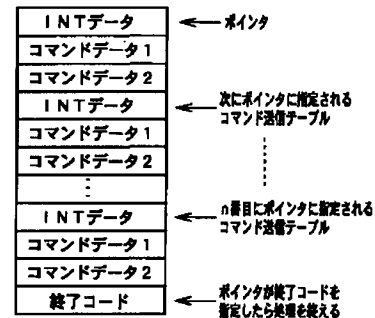 INTデータ
ポインタ
コマンドデータ1
コマンドデータ2
INTデータ
次にポインタに指定される
コマンド送信テーブル
コマンドデータ1
コマンドデータ2
INTデータ
n番目にポインタに指定される
コマンド送信テーブル
コマンドデータ1
コマンドデータ2
終了コード
ポインタが終了コードを
指定したら処理を終える